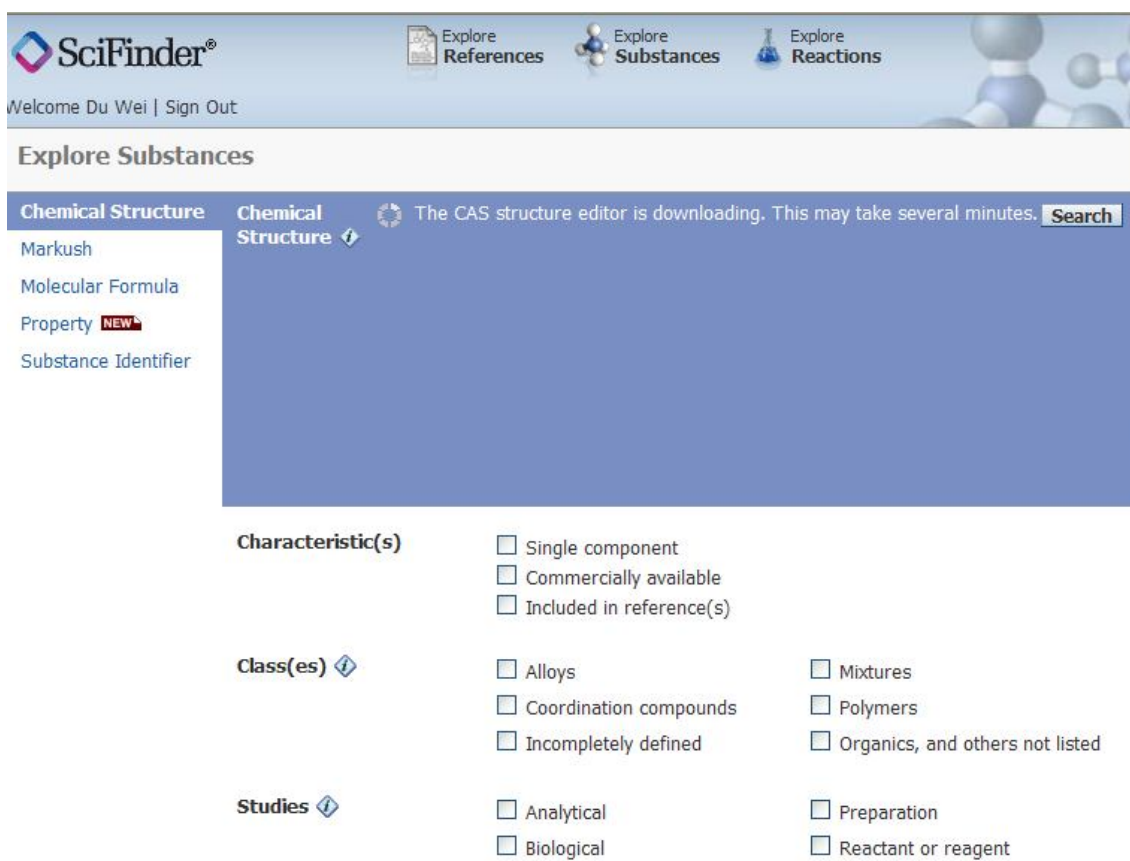 SciFinder®
Explore References
Explore Substances
Explore Reactions
Welcome Du Wei | Sign Out
Explore Substances
Chemical Structure
Markush
Molecular Formula
Property NEW
Substance Identifier
Chemical Structure
The CAS structure editor is downloading. This may take several minutes. Search
Characteristic(s)
Single component
Commercially available
Included in reference(s)
Class(es)
Alloys
Mixtures
Coordination compounds
Polymers
Incompletely defined
Organics, and others not listed
Studies
Analytical
Preparation
Biological
Reactant or reagent